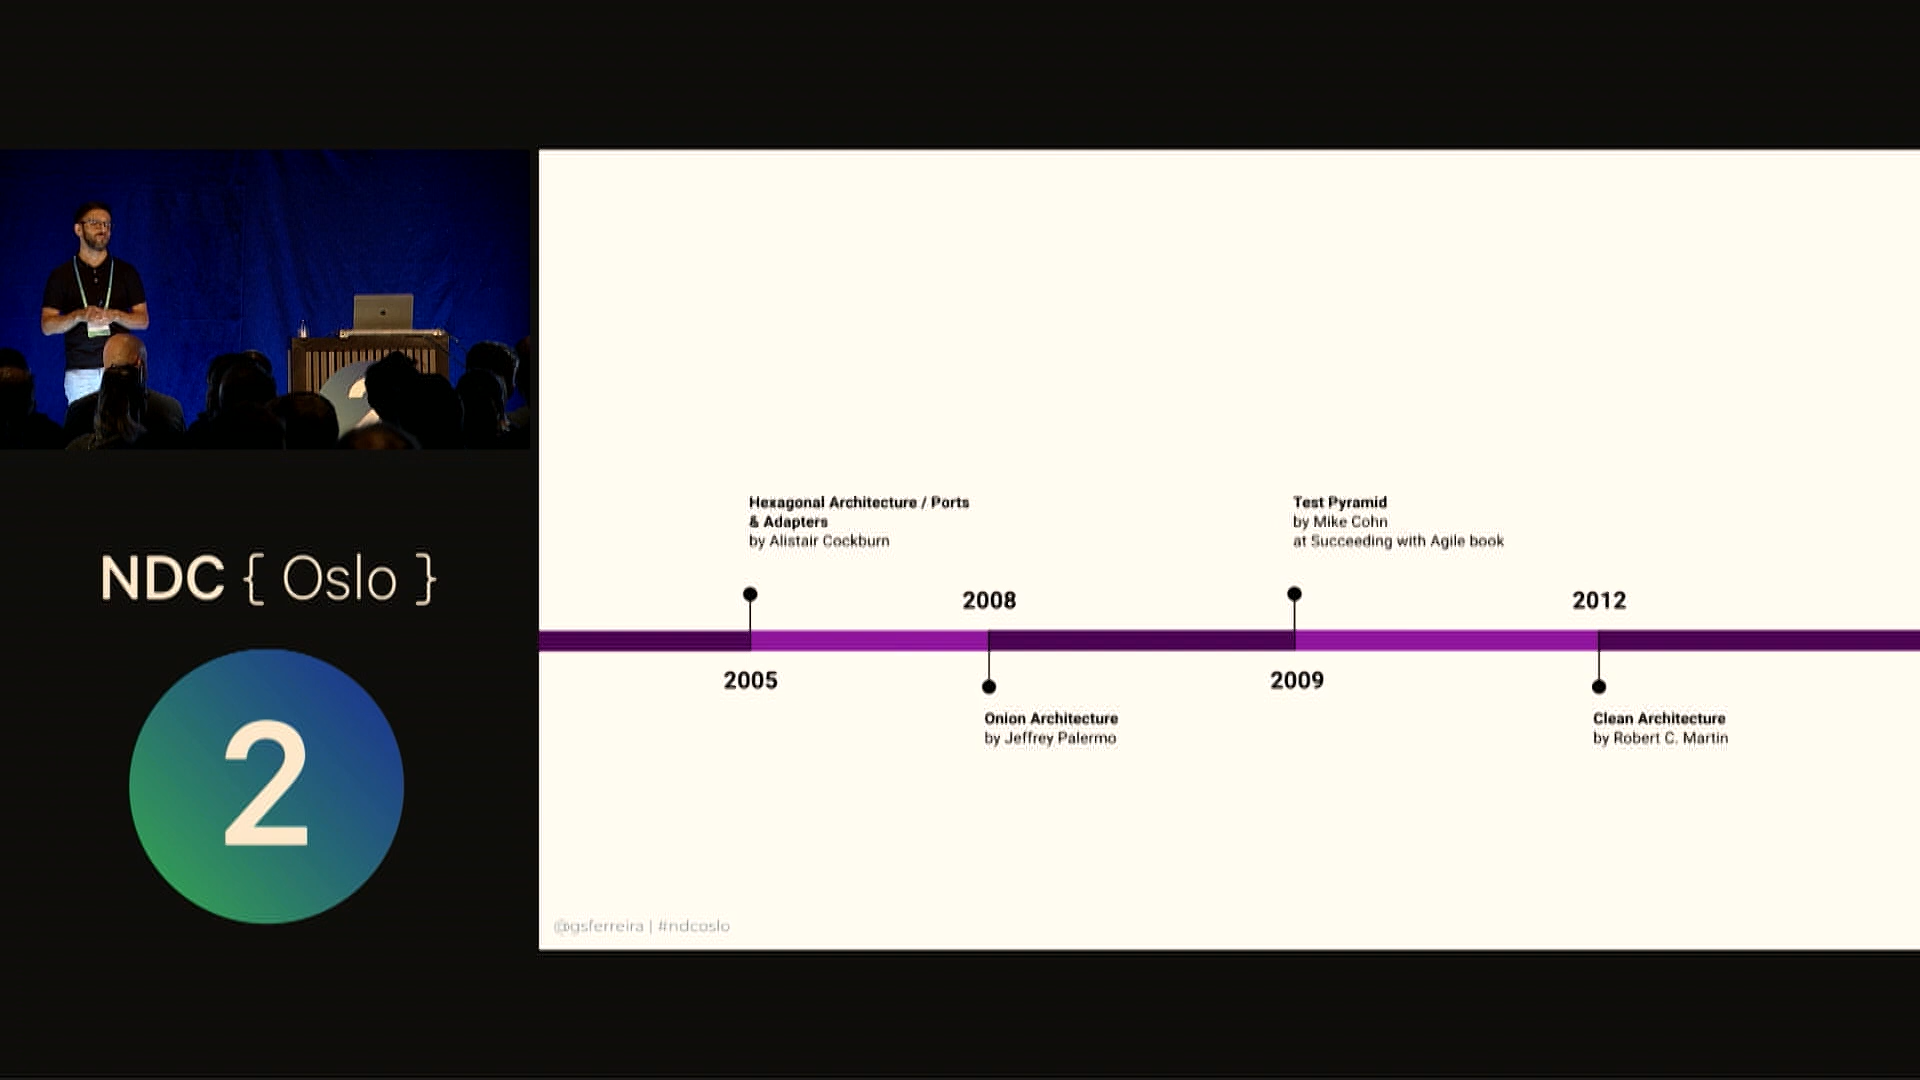 NDC { Oslo }
2
Hexagonal Architecture / Ports
& Adapters
by Alistair Cockburn
Test Pyramid
by Mike Cohn
at Succeeding with Agile book
2008
2012
2005
2009
Onion Architecture
by Jeffrey Palermo
Clean Architecture
by Robert C. Martin
@gsferreira | #ndcoslo